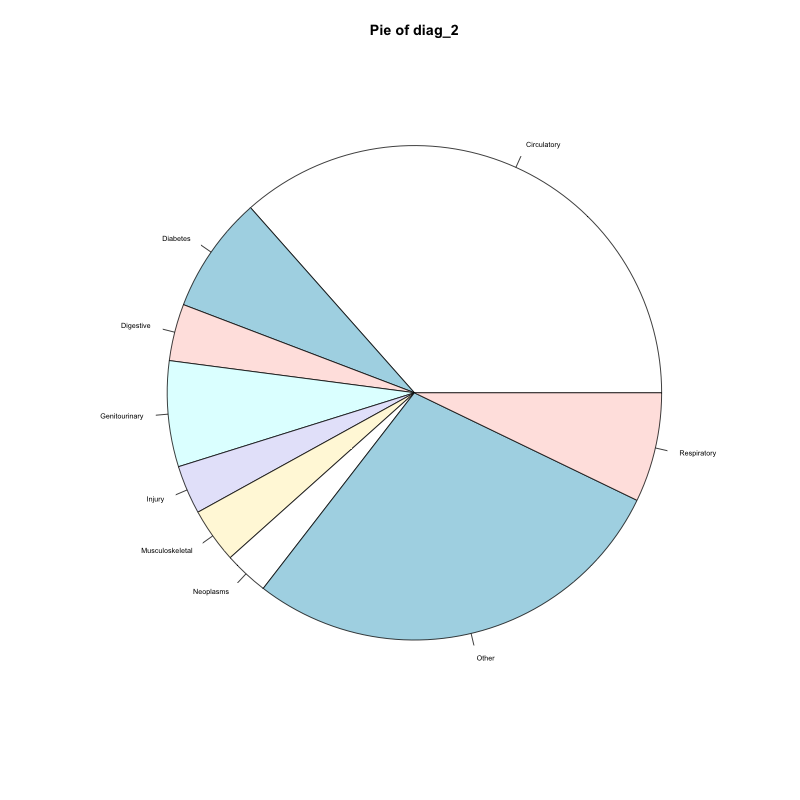 Pie of diag_2
Circulatory
Diabetes
Digestive
Genitourinary
Injury
Musculoskeletal
Neoplasms
Other
Respiratory